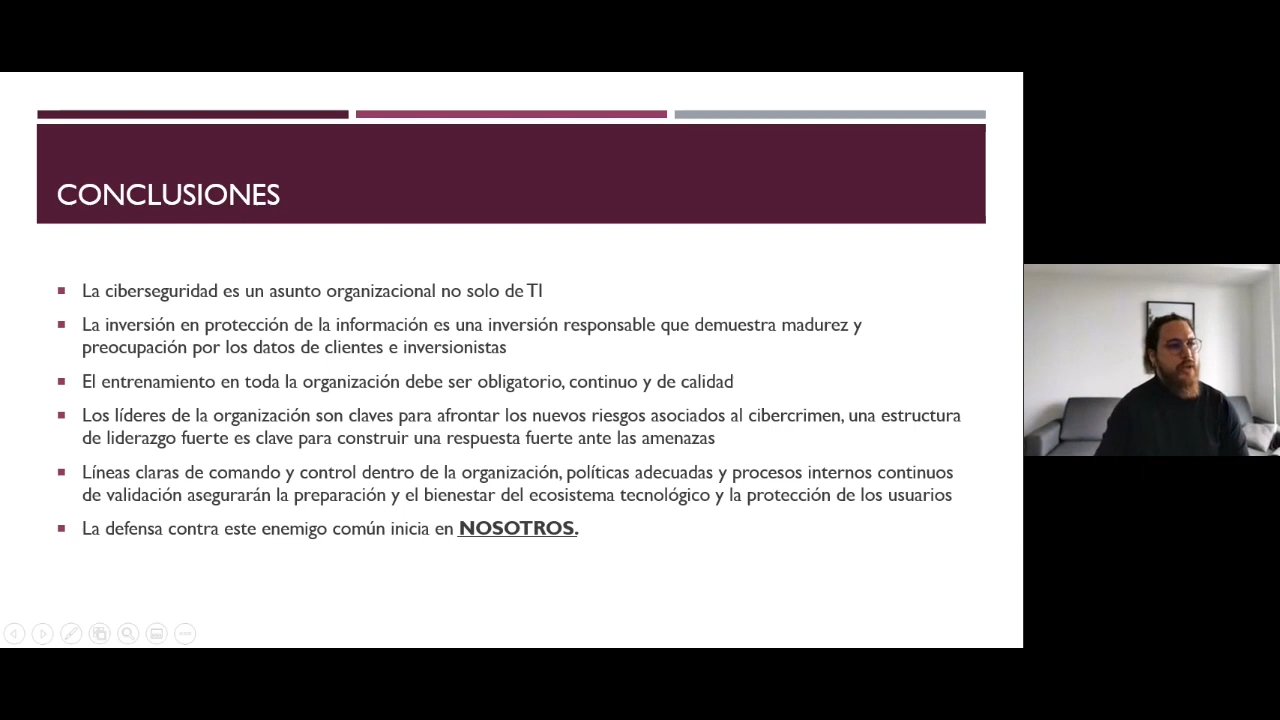 CONCLUSIONES
La ciberseguridad es un asunto organizacional no solo de TI
La inversión en protección de la información es una inversión responsable que demuestra madurez y
preocupación por los datos de clientes e inversionistas
El entrenamiento en toda la organización debe ser obligatorio, continuo y de calidad
Los líderes de la organización son claves para afrontar los nuevos riesgos asociados al cibercrimen, una estructura
de liderazgo fuerte es clave para construir una respuesta fuerte ante las amenazas
Líneas claras de comando y control dentro de la organización, políticas adecuadas y procesos internos continuos
de validación asegurarán la preparación y el bienestar del ecosistema tecnológico y la protección de los usuarios
La defensa contra este enemigo común inicia en NOSOTROS.